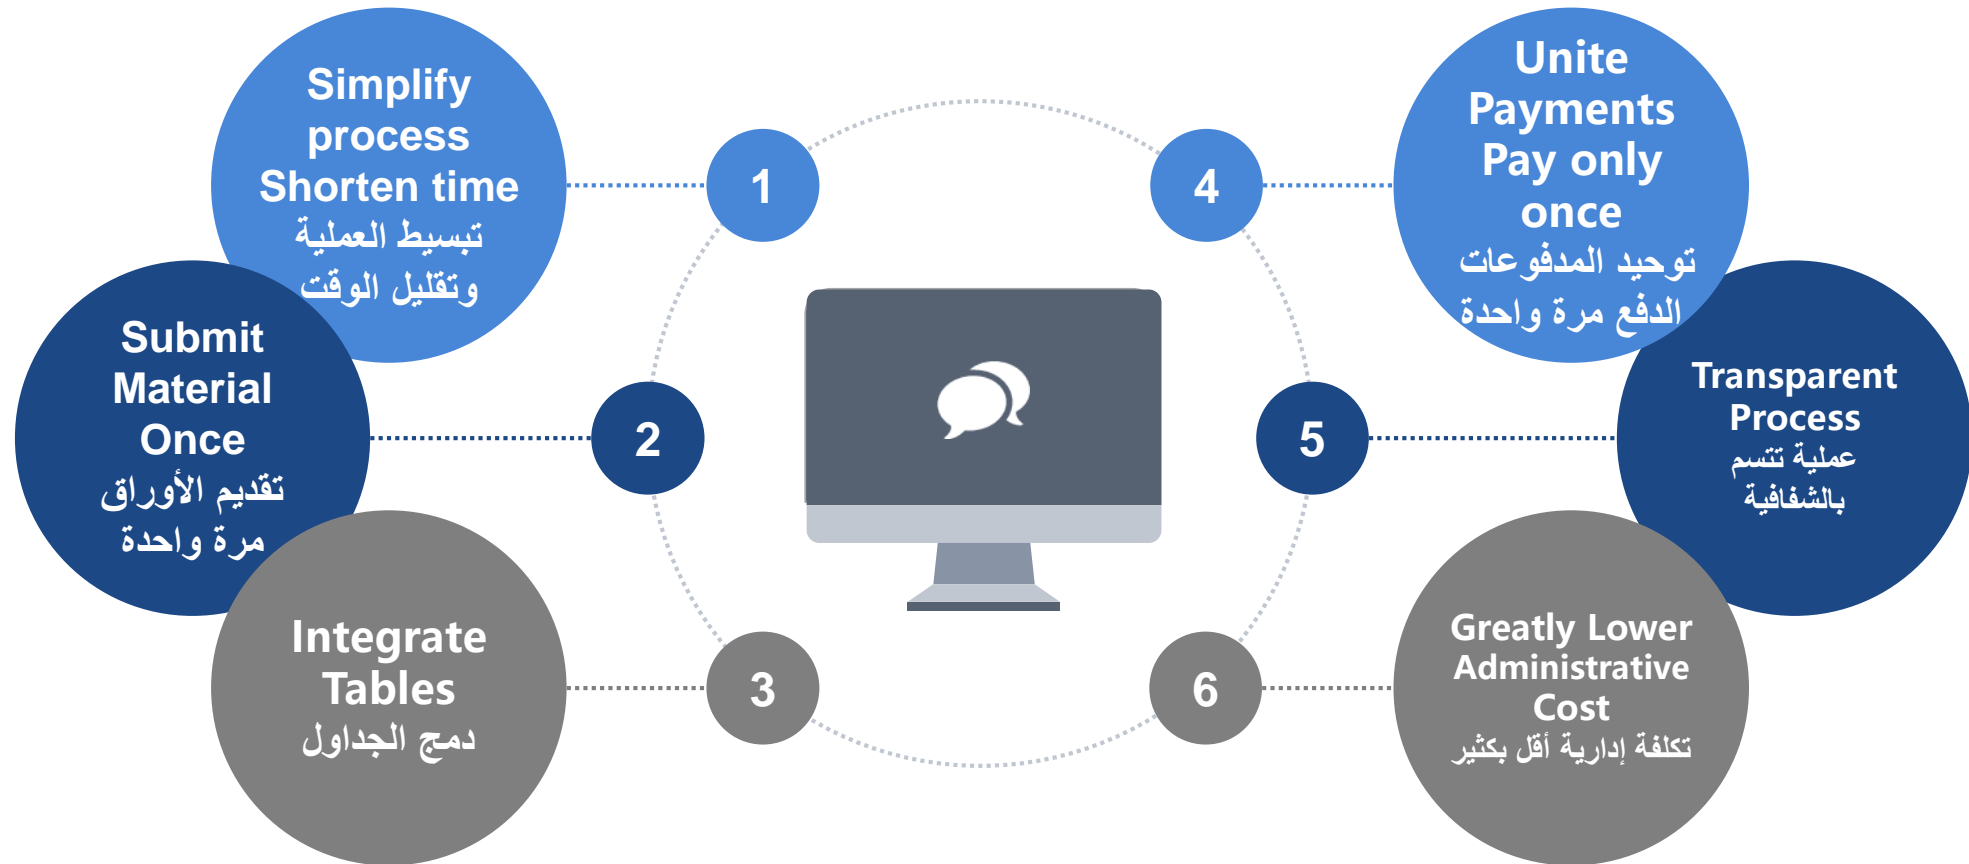 Simplify
process
Shorten time
تبسيط العملية
وتقليل الوقت
1
Submit
Material
Once
تقديم الأوراق
مرة واحدة
2
Integrate
Tables
دمج الجداول
3
Unite
Payments
Pay only
once
توحيد المدفوعات
الدفع مرة واحدة
4
Transparent
Process
عملية تتسم
بالشفافية
5
Greatly Lower
Administrative
Cost
تكلفة إدارية أقل بكثير
6